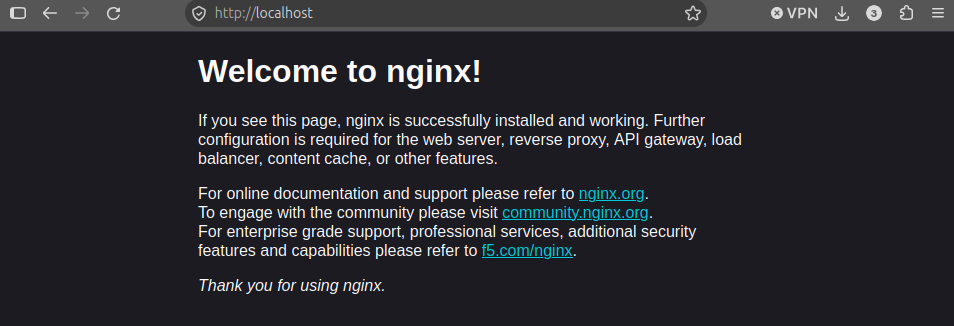 http://localhost
VPN
3
Welcome to nginx!
If you see this page, nginx is successfully installed and working. Further
configuration is required for the web server, reverse proxy, API gateway, load
balancer, content cache, or other features.
For online documentation and support please refer to nginx.org.
To engage with the community please visit community.nginx.org.
For enterprise grade support, professional services, additional security
features and capabilities please refer to f5.com/nginx.
Thank you for using nginx.